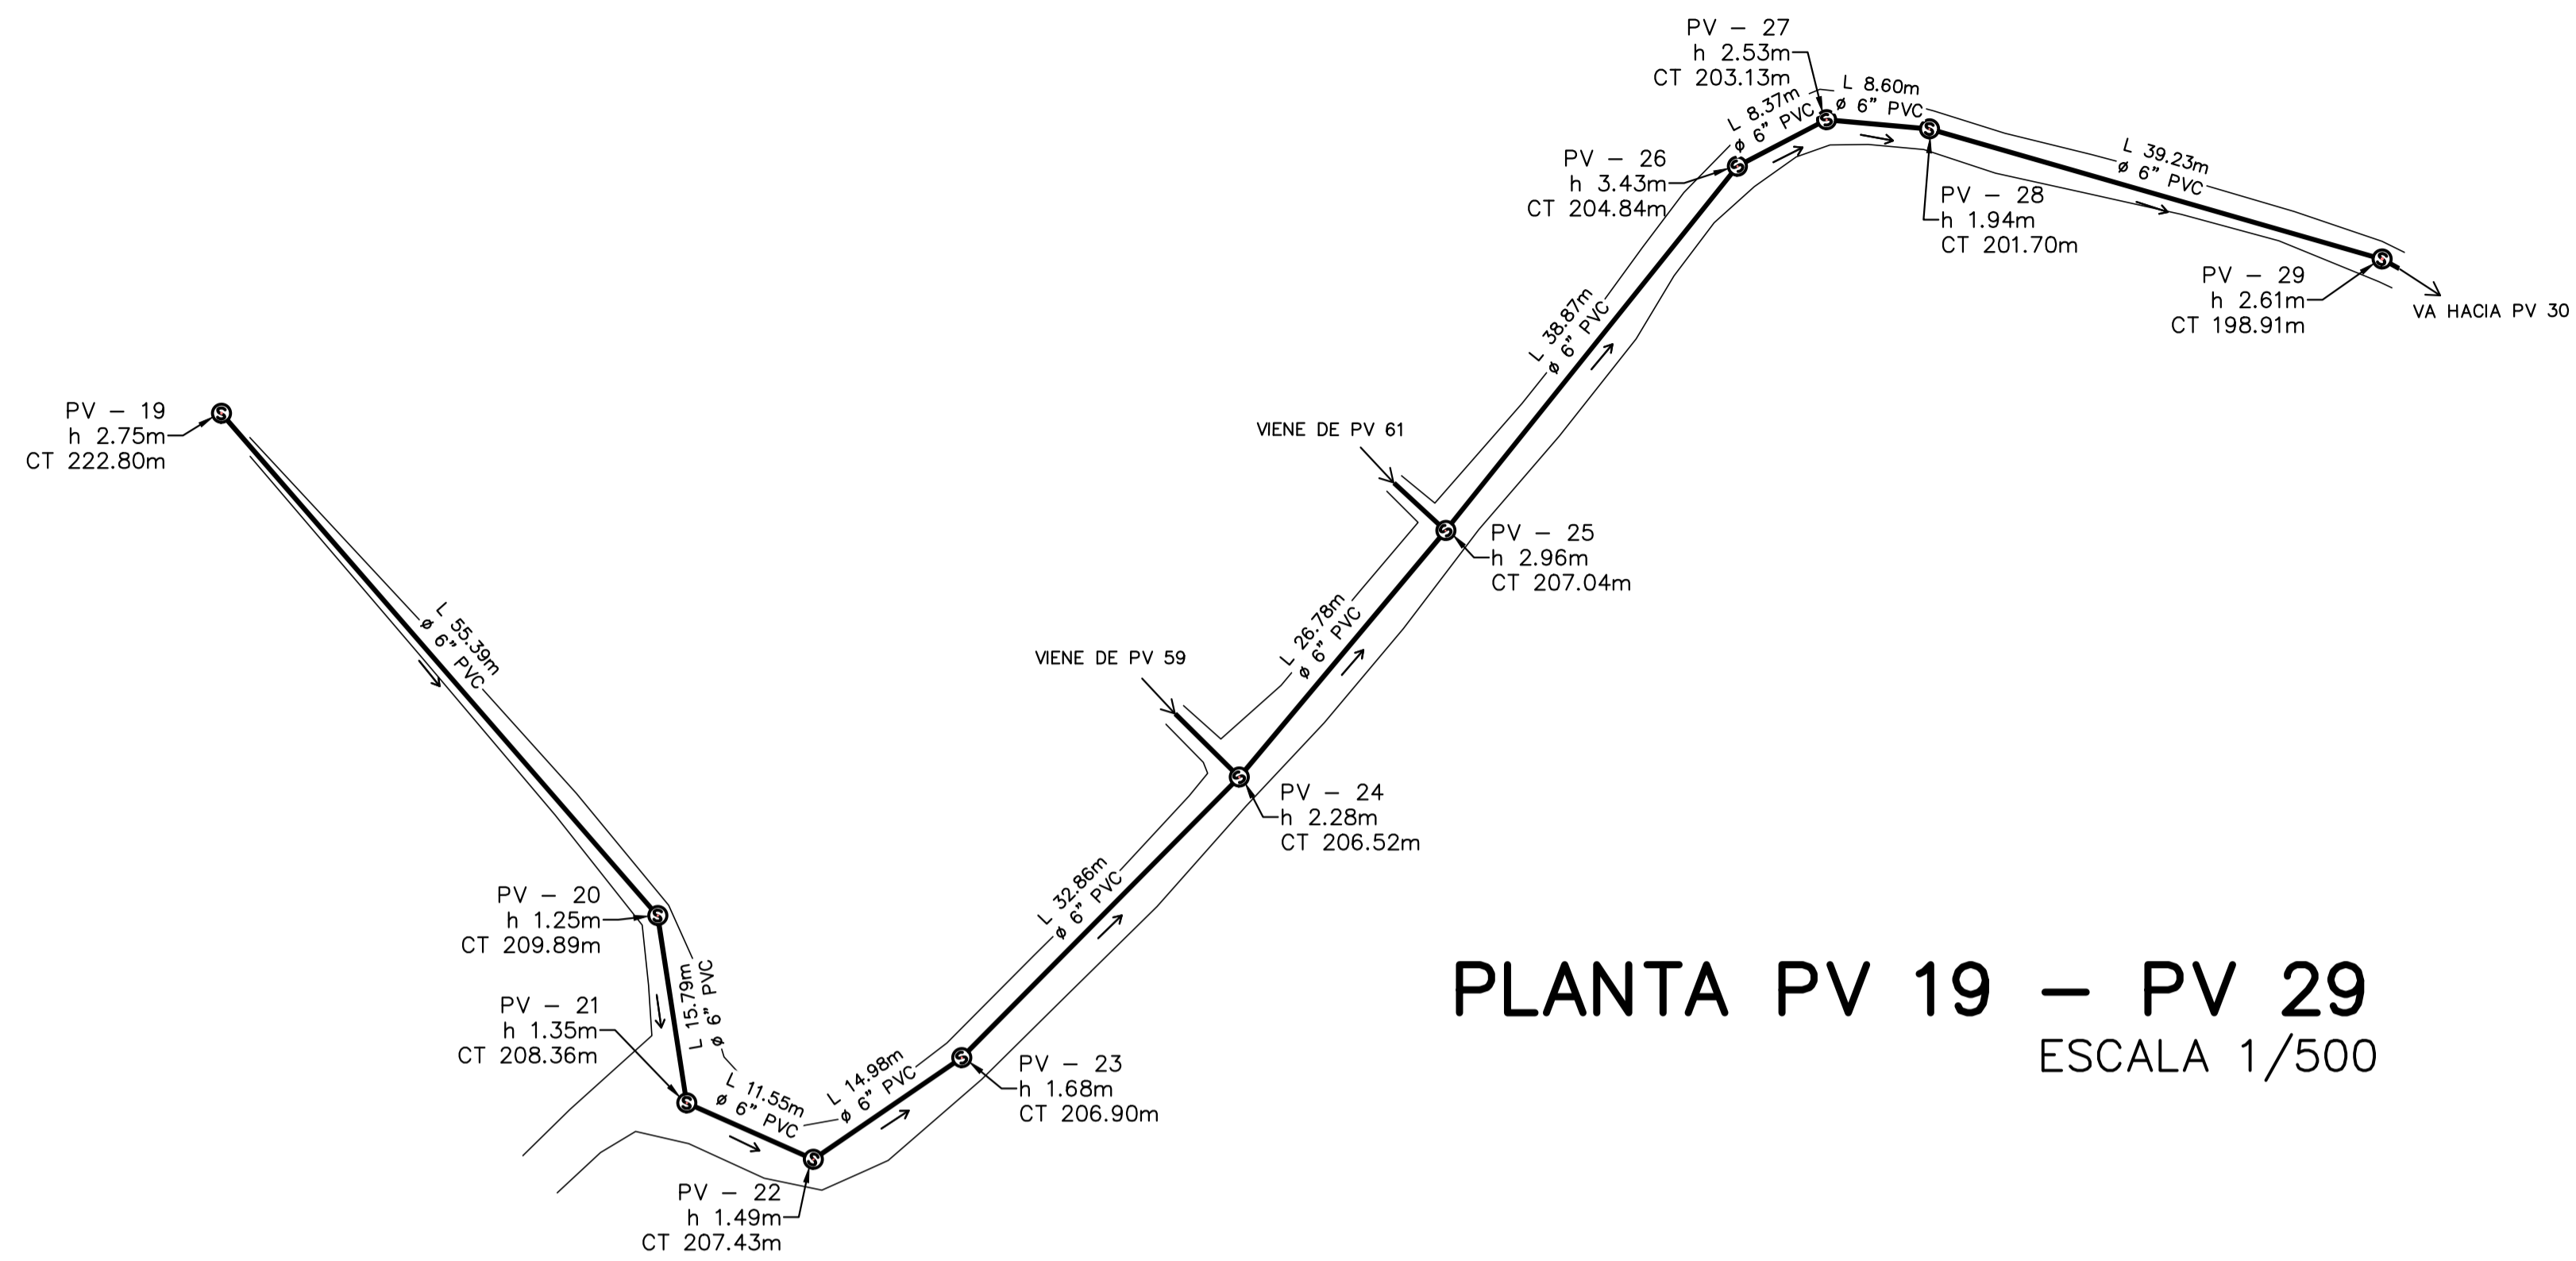 PV - 27
h 2.53m
CT 203.13m
L 8.37m
ø 6" PVC
L 8.60m
ø 6" PVC
L 39.23m
ø 6" PVC
PV - 26
h 3.43m
CT 204.84m
PV - 28
h 1.94m
CT 201.70m
PV - 29
h 2.61m
CT 198.91m
VA HACIA PV 30
L 38.87m
ø 6" PVC
PV - 19
h 2.75m
CT 222.80m
VIENE DE PV 61
PV - 25
h 2.96m
CT 207.04m
L 55.39m
ø 6" PVC
L 26.78m
ø 6" PVC
VIENE DE PV 59
PV - 24
h 2.28m
CT 206.52m
L 32.86m
ø 6" PVC
PV - 20
h 1.25m
CT 209.89m
L 15.79m
ø 6" PVC
PV - 21
h 1.35m
CT 208.36m
L 11.55m
ø 6" PVC
L 14.98m
ø 6" PVC
PV - 23
h 1.68m
CT 206.90m
PV - 22
h 1.49m
CT 207.43m
PLANTA PV 19 - PV 29
ESCALA 1/500
S
S
S
S
S
S
S
S
S
S
S